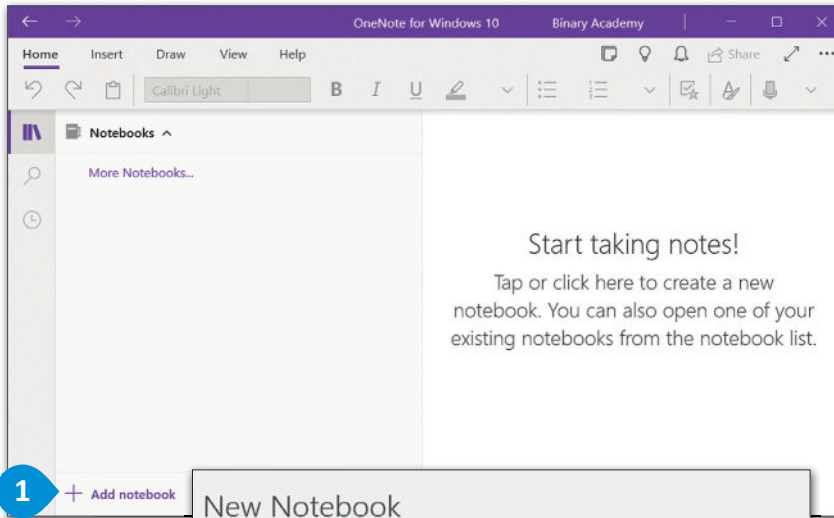 OneNote for Windows 10
Binary Academy
Home Insert Draw View Help
Share
Calibri Light
B I U
Notebooks
More Notebooks...
Start taking notes!
Tap or click here to create a new
notebook. You can also open one of your
existing notebooks from the notebook list.
1
+ Add notebook
New Notebook